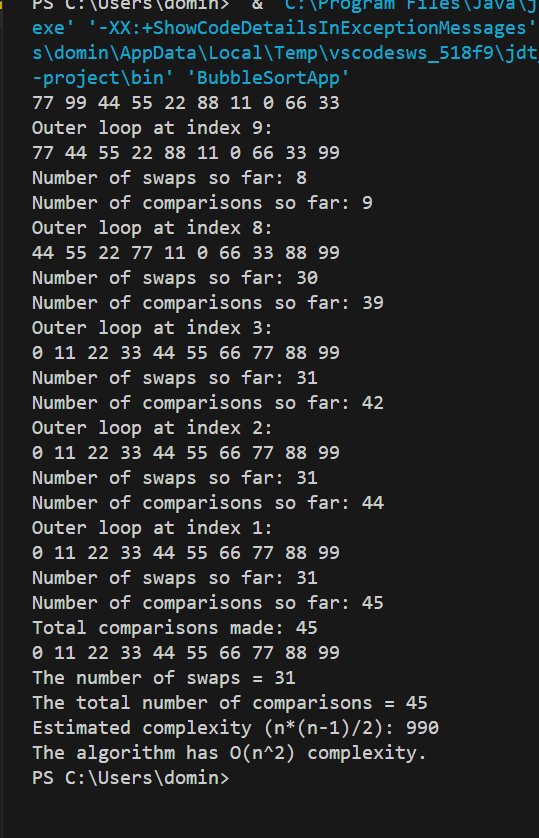 PS C:\Users\domin> & 'C:\Program Files\Java\j
exe' '-XX:+ShowCodeDetailsInExceptionMessages'
s\domin\AppData\Local\Temp\vscodesws_518f9\jdt_
-project\bin' 'BubbleSortApp'
77 99 44 55 22 88 11 0 66 33
Outer loop at index 9:
77 44 55 22 88 11 0 66 33 99
Number of swaps so far: 8
Number of comparisons so far: 9
Outer loop at index 8:
44 55 22 77 11 0 66 33 88 99
Number of swaps so far: 30
Number of comparisons so far: 39
Outer loop at index 3:
0 11 22 33 44 55 66 77 88 99
Number of swaps so far: 31
Number of comparisons so far: 42
Outer loop at index 2:
0 11 22 33 44 55 66 77 88 99
Number of swaps so far: 31
Number of comparisons so far: 44
Outer loop at index 1:
0 11 22 33 44 55 66 77 88 99
Number of swaps so far: 31
Number of comparisons so far: 45
Total comparisons made: 45
0 11 22 33 44 55 66 77 88 99
The number of swaps = 31
The total number of comparisons = 45
Estimated complexity (n*(n-1)/2): 990
The algorithm has O(n^2) complexity.
PS C:\Users\domin>